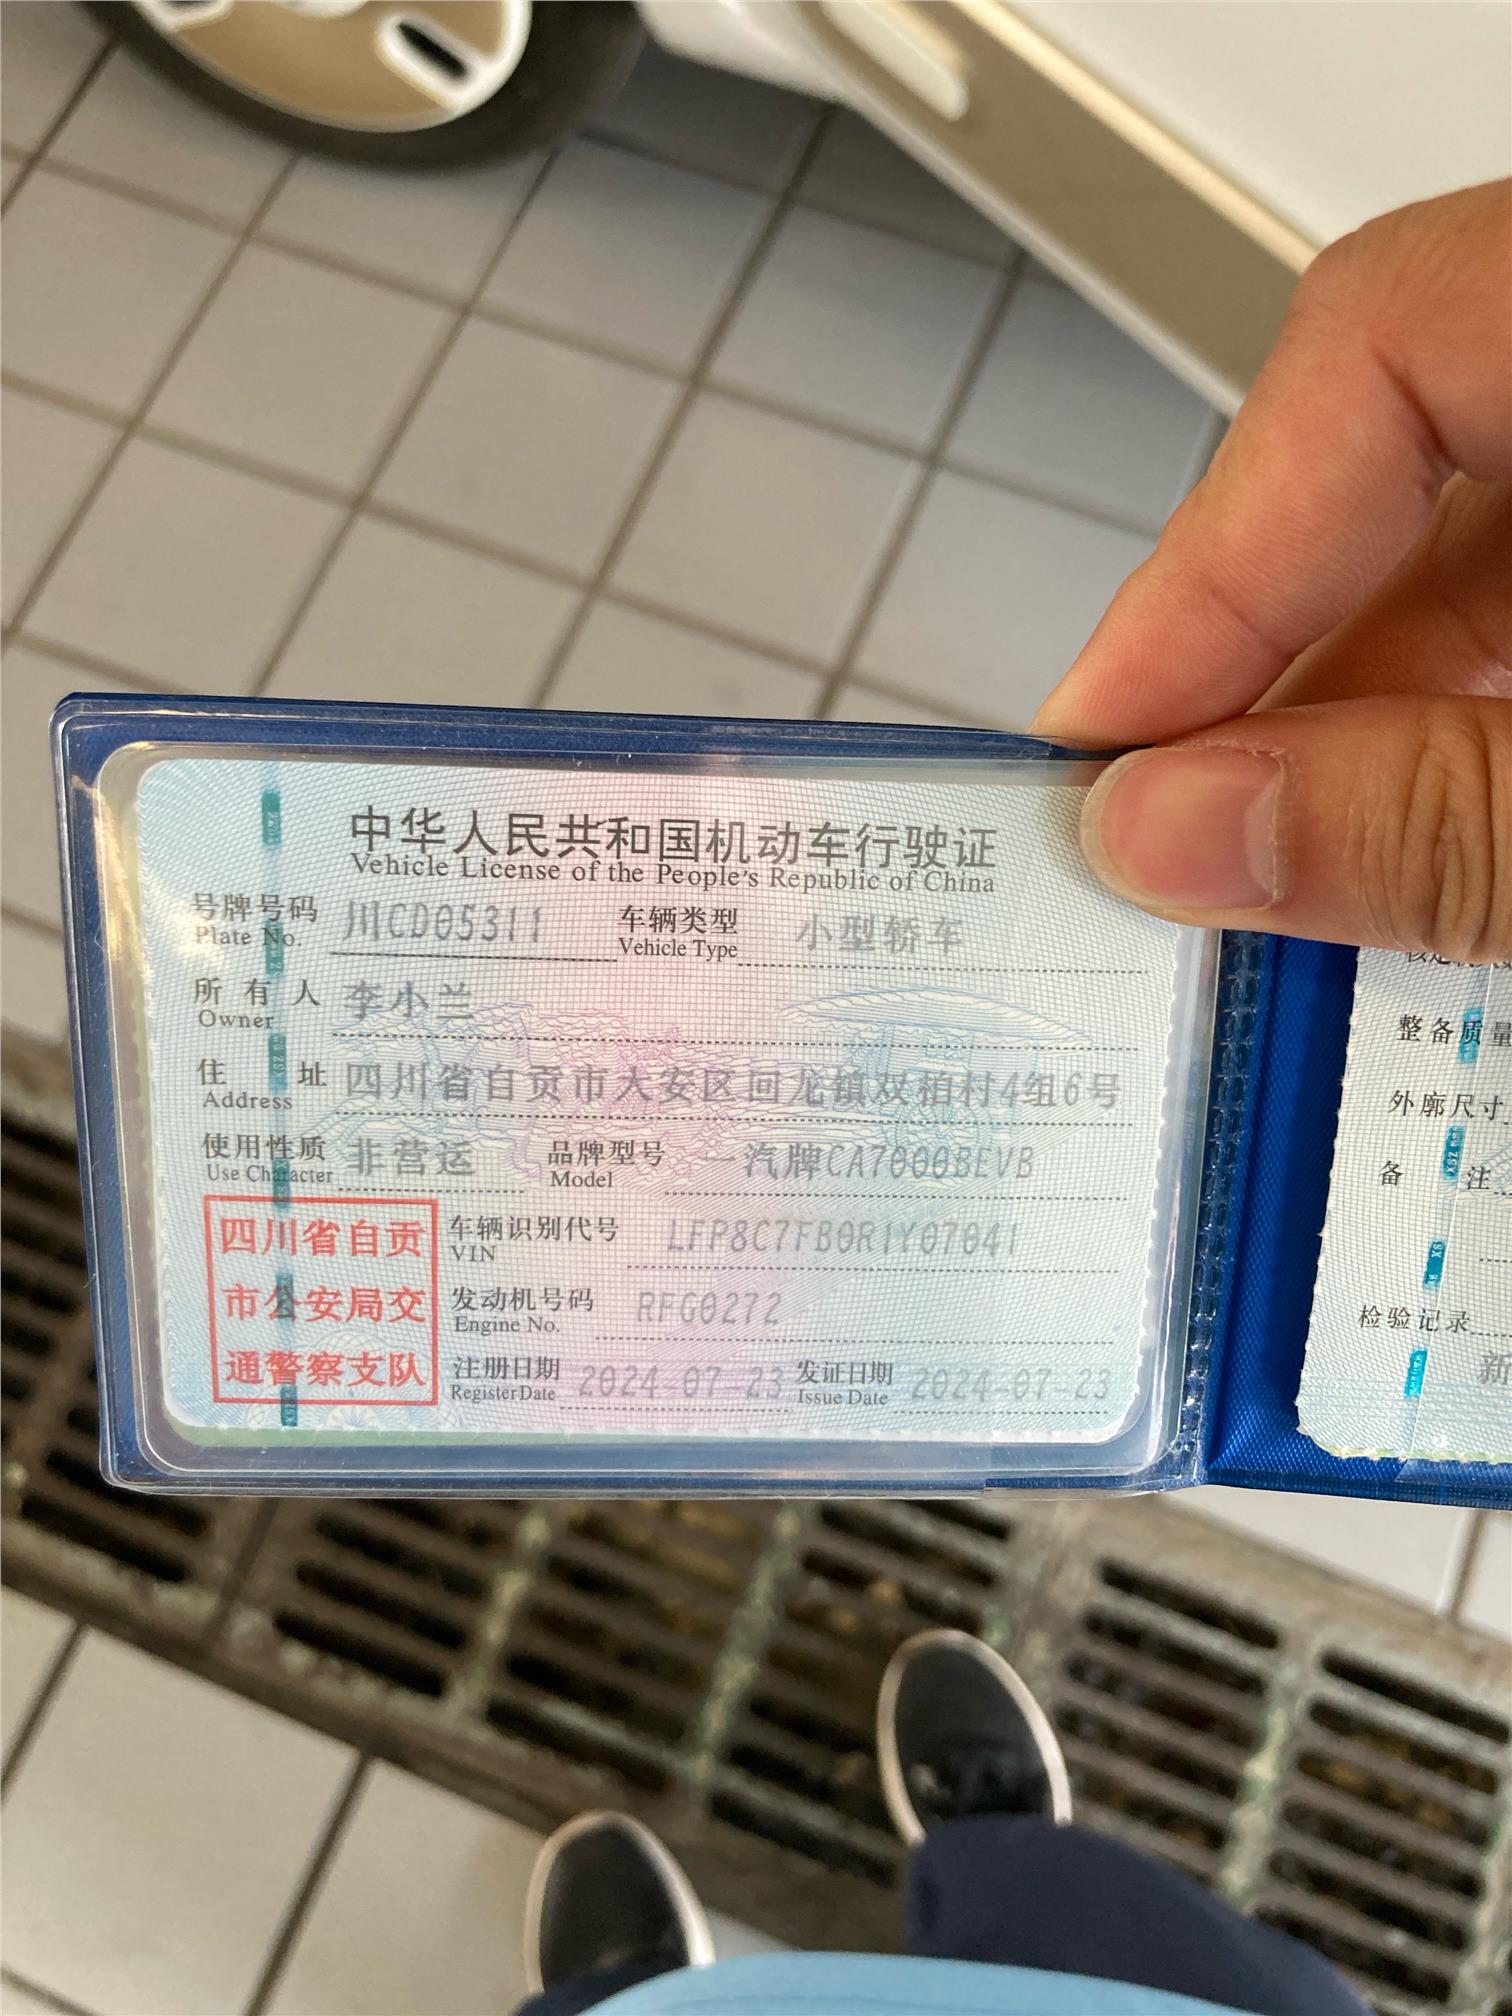 中华人民共和国机动车行驶证
Vehicle License of the People's Republic of China
号牌号码 川CD05311 车辆类型 小型轿车
Plate No. Vehicle Type
所有人 李小兰
Owner
住址 四川省自贡市大安区回龙镇双柏村4组6号
Address
使用性质 非营运 品牌型号 一汽牌CA7000BEVB
Use Character Model
四川省自贡
市公安局交
通警察支队
车辆识别代号 LFP8C7FB0R1Y07041
VIN
发动机号码 RFG0272
Engine No.
注册日期 2024-07-23 发证日期 2024-07-23
Register Date Issue Date
整备质量
外廓尺寸
备注
检验记录
新